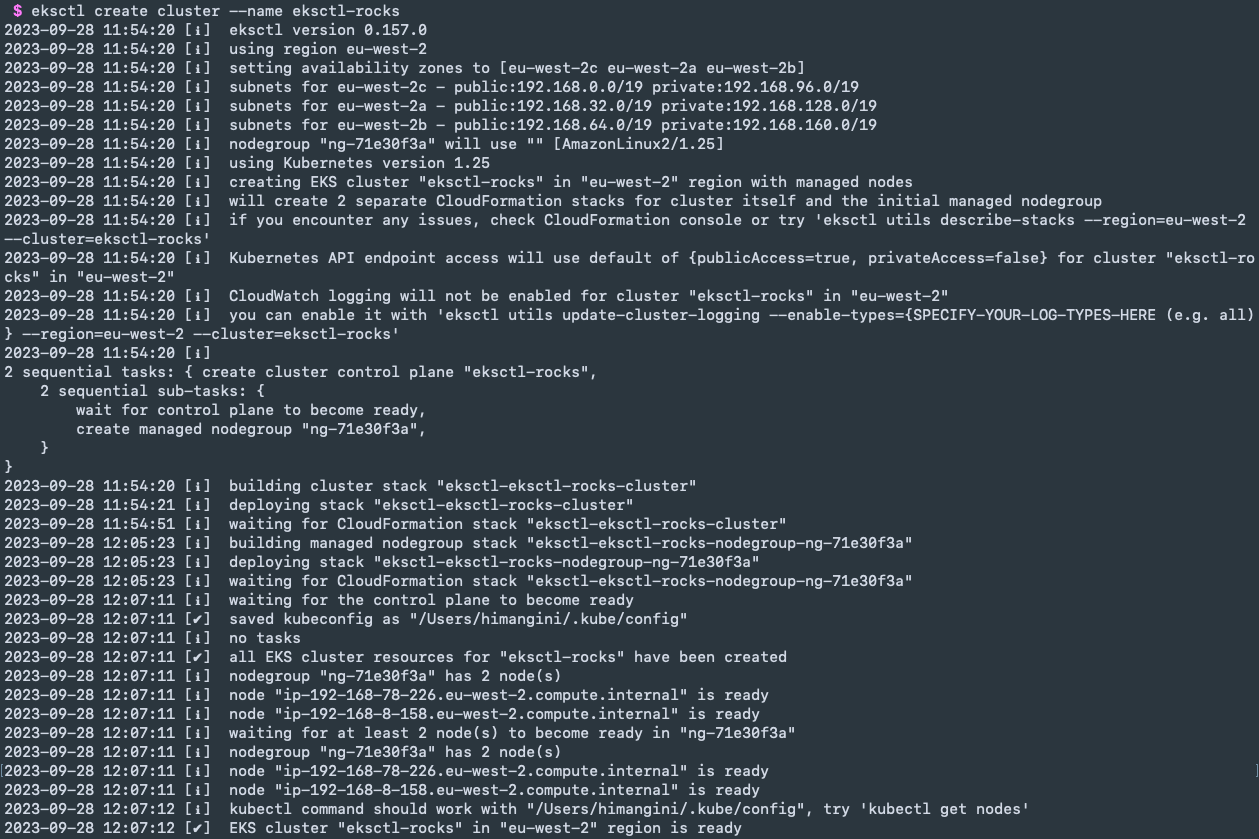 $ eksctl create cluster --name eksctl-rocks
2023-09-28 11:54:20 [ℹ]  eksctl version 0.157.0
2023-09-28 11:54:20 [ℹ]  using region eu-west-2
2023-09-28 11:54:20 [ℹ]  setting availability zones to [eu-west-2c eu-west-2a eu-west-2b]
2023-09-28 11:54:20 [ℹ]  subnets for eu-west-2c - public:192.168.0.0/19 private:192.168.96.0/19
2023-09-28 11:54:20 [ℹ]  subnets for eu-west-2a - public:192.168.32.0/19 private:192.168.128.0/19
2023-09-28 11:54:20 [ℹ]  subnets for eu-west-2b - public:192.168.64.0/19 private:192.168.160.0/19
2023-09-28 11:54:20 [ℹ]  nodegroup "ng-71e30f3a" will use "" [AmazonLinux2/1.25]
2023-09-28 11:54:20 [ℹ]  using Kubernetes version 1.25
2023-09-28 11:54:20 [ℹ]  creating EKS cluster "eksctl-rocks" in "eu-west-2" region with managed nodes
2023-09-28 11:54:20 [ℹ]  will create 2 separate CloudFormation stacks for cluster itself and the initial managed nodegroup
2023-09-28 11:54:20 [ℹ]  if you encounter any issues, check CloudFormation console or try 'eksctl utils describe-stacks --region=eu-west-2
--cluster=eksctl-rocks'
2023-09-28 11:54:20 [ℹ]  Kubernetes API endpoint access will use default of {publicAccess=true, privateAccess=false} for cluster "eksctl-ro
cks" in "eu-west-2"
2023-09-28 11:54:20 [ℹ]  CloudWatch logging will not be enabled for cluster "eksctl-rocks" in "eu-west-2"
2023-09-28 11:54:20 [ℹ]  you can enable it with 'eksctl utils update-cluster-logging --enable-types={SPECIFY-YOUR-LOG-TYPES-HERE (e.g. all)
} --region=eu-west-2 --cluster=eksctl-rocks'
2023-09-28 11:54:20 [ℹ]
2 sequential tasks: { create cluster control plane "eksctl-rocks",
    2 sequential sub-tasks: {
        wait for control plane to become ready,
        create managed nodegroup "ng-71e30f3a",
    }
}
2023-09-28 11:54:20 [ℹ]  building cluster stack "eksctl-eksctl-rocks-cluster"
2023-09-28 11:54:21 [ℹ]  deploying stack "eksctl-eksctl-rocks-cluster"
2023-09-28 11:54:51 [ℹ]  waiting for CloudFormation stack "eksctl-eksctl-rocks-cluster"
2023-09-28 12:05:23 [ℹ]  building managed nodegroup stack "eksctl-eksctl-rocks-nodegroup-ng-71e30f3a"
2023-09-28 12:05:23 [ℹ]  deploying stack "eksctl-eksctl-rocks-nodegroup-ng-71e30f3a"
2023-09-28 12:05:23 [ℹ]  waiting for CloudFormation stack "eksctl-eksctl-rocks-nodegroup-ng-71e30f3a"
2023-09-28 12:07:11 [ℹ]  waiting for the control plane to become ready
2023-09-28 12:07:11 [✔]  saved kubeconfig as "/Users/himangini/.kube/config"
2023-09-28 12:07:11 [ℹ]  no tasks
2023-09-28 12:07:11 [✔]  all EKS cluster resources for "eksctl-rocks" have been created
2023-09-28 12:07:11 [ℹ]  nodegroup "ng-71e30f3a" has 2 node(s)
2023-09-28 12:07:11 [ℹ]  node "ip-192-168-78-226.eu-west-2.compute.internal" is ready
2023-09-28 12:07:11 [ℹ]  node "ip-192-168-8-158.eu-west-2.compute.internal" is ready
2023-09-28 12:07:11 [ℹ]  waiting for at least 2 node(s) to become ready in "ng-71e30f3a"
2023-09-28 12:07:11 [ℹ]  nodegroup "ng-71e30f3a" has 2 node(s)
2023-09-28 12:07:11 [ℹ]  node "ip-192-168-78-226.eu-west-2.compute.internal" is ready
2023-09-28 12:07:11 [ℹ]  node "ip-192-168-8-158.eu-west-2.compute.internal" is ready
2023-09-28 12:07:12 [ℹ]  kubectl command should work with "/Users/himangini/.kube/config", try 'kubectl get nodes'
2023-09-28 12:07:12 [✔]  EKS cluster "eksctl-rocks" in "eu-west-2" region is ready